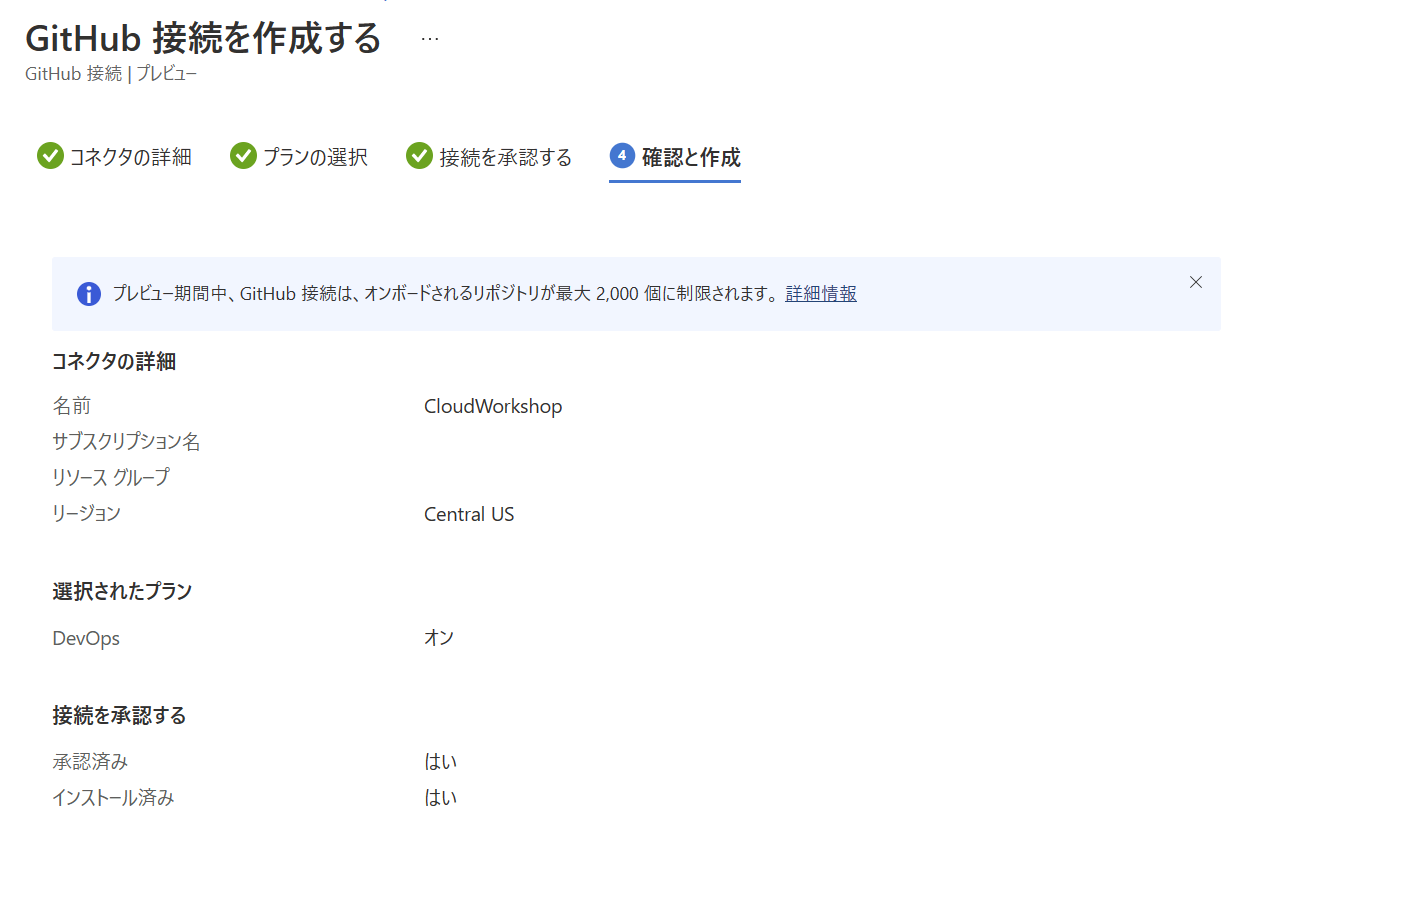 GitHub 接続を作成する ...
GitHub 接続 | プレビュー
コネクタの詳細 プランの選択 接続を承認する 4 確認と作成
プレビュー期間中、GitHub 接続は、オンボードされるリポジトリが最大 2,000 個に制限されます。 詳細情報
コネクタの詳細
名前 CloudWorkshop
サブスクリプション名
リソース グループ
リージョン Central US
選択されたプラン
DevOps オン
接続を承認する
承認済み はい
インストール済み はい